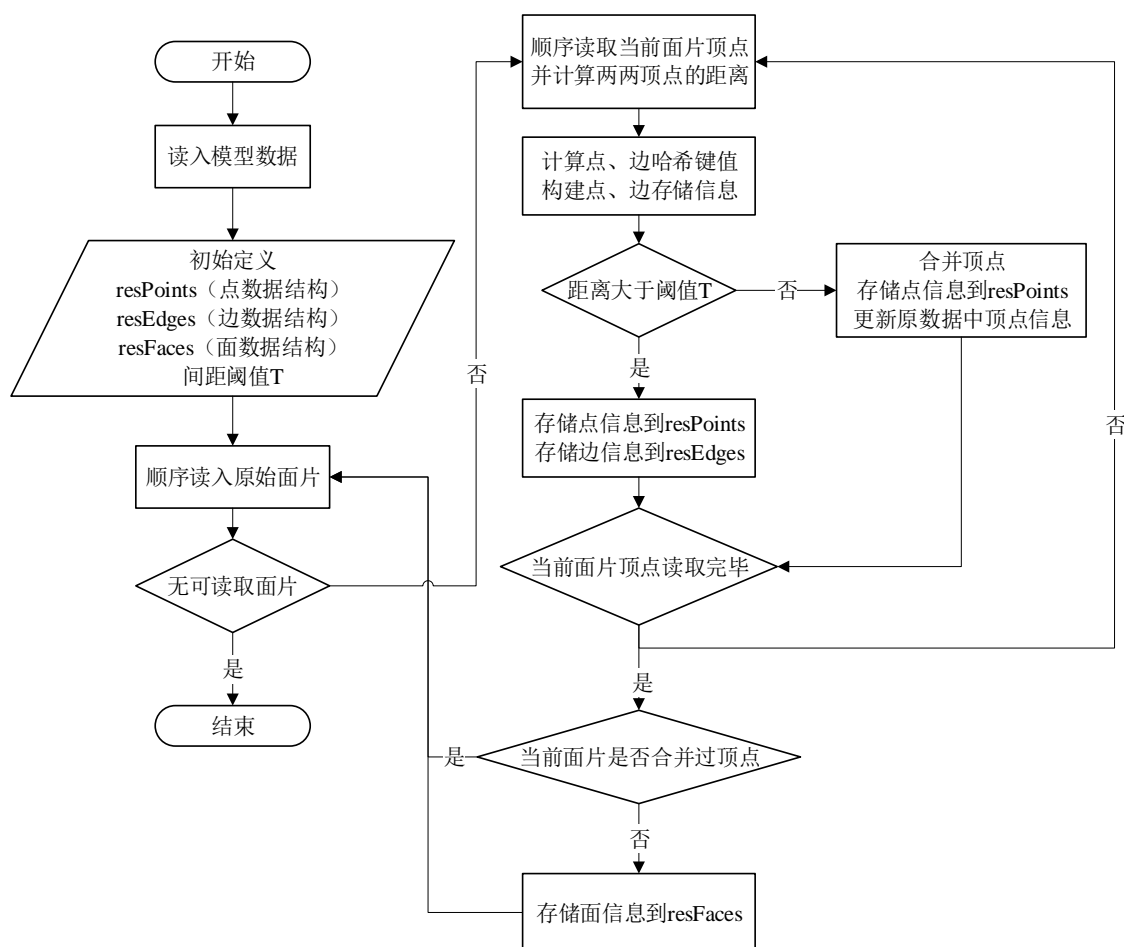 开始
读入模型数据
初始定义
resPoints（点数据结构）
resEdges（边数据结构）
resFaces（面数据结构）
间距阈值T
顺序读入原始面片
无可读取面片
是
结束
否
顺序读取当前面片顶点
并计算两两顶点的距离
计算点、边哈希键值
构建点、边存储信息
距离大于阈值T
否
合并顶点
存储点信息到resPoints
更新原数据中顶点信息
是
存储点信息到resPoints
存储边信息到resEdges
当前面片顶点读取完毕
否
是
当前面片是否合并过顶点
是
否
存储面信息到resFaces